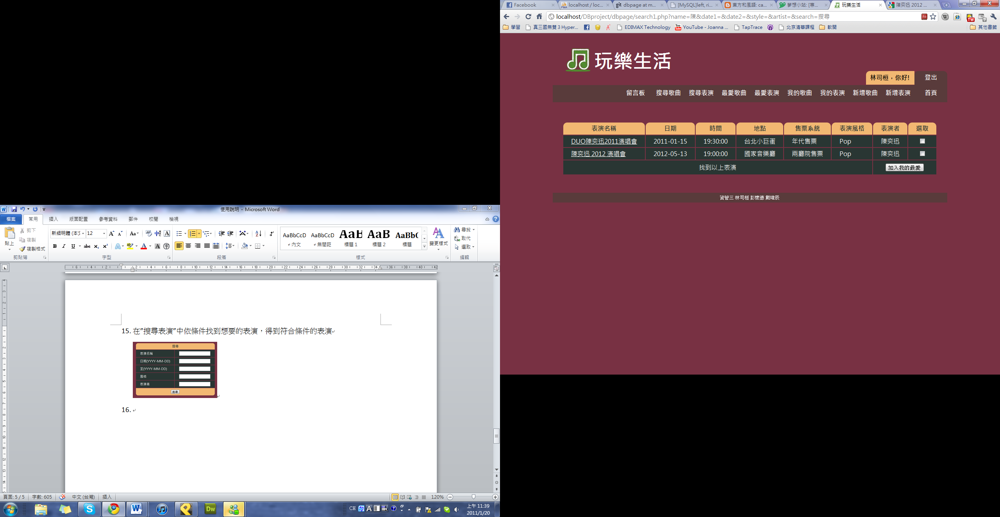 Facebook
localhost / loc...
git dbpage at m...
[MySQL]left, ri...
東方和風語: ca...
夢想小站: [専...
玩樂生活
陳奕迅 2012 ...
localhost/DBproject/dbpage/search1.php?name=陳&date1=&date2=&style=&artist=&search=搜尋
學習
真三國無雙 3 Hyper...
EDIMAX Technology
YouTube - Joanna ...
TapTrace
北京清華課程
軟開
其他書籤
玩樂生活
林司桓，你好!
登出
留言板 搜尋歌曲 搜尋表演 最愛歌曲 最愛表演 我的歌曲 我的表演 新增歌曲 新增表演 首頁
表演名稱 日期 時間 地點 售票系統 表演風格 表演者 選取
DUO陳奕迅2011演唱會 2011-01-15 19:30:00 台北小巨蛋 年代售票 Pop 陳奕迅
陳奕迅 2012 演唱會 2012-05-13 19:00:00 國家音樂廳 兩廳院售票 Pop 陳奕迅
找到以上表演 加入我的最愛
資管三 林司桓 彭懷德 戴瑋辰
使用說明 - Microsoft Word
檔案 常用 插入 版面配置 參考資料 郵件 校閱 檢視
貼上
剪下
複製
複製格式
剪貼簿
新細明體 (本文
12
字型
段落
AaBbCcD AaBbCcD AaB AaB AaBbC
內文 無間距 標題 1 標題 2 標題
樣式
變更樣式
尋找
取代
選取
編輯
15. 在”搜尋表演”中依條件找到想要的表演，得到符合條件的表演
搜尋
表演名稱
日期(YYYY-MM-DD)
至(YYYY-MM-DD)
風格
表演者
搜尋
16.
頁面: 5 / 5 字數: 605 中文 (台灣) 插入 120%
CH
上午 11:39
2011/1/20